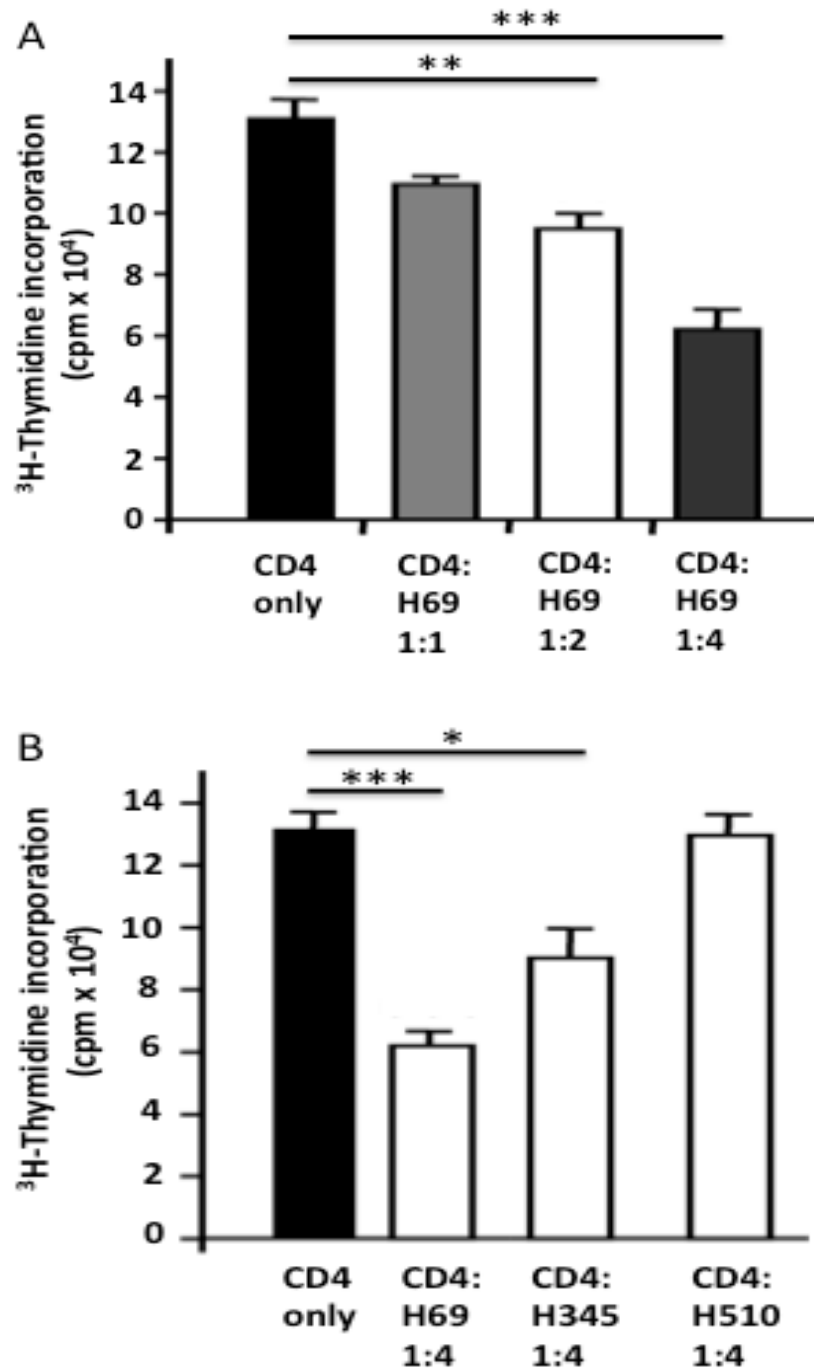 A
***
**
³H-Thymidine incorporation
(cpm x 10⁴)
14
12
10
8
6
4
2
0
CD4 only
CD4: H69 1:1
CD4: H69 1:2
CD4: H69 1:4
B
*
***
³H-Thymidine incorporation
(cpm x 10⁴)
14
12
10
8
6
4
2
0
CD4 only
CD4: H69 1:4
CD4: H345 1:4
CD4: H510 1:4